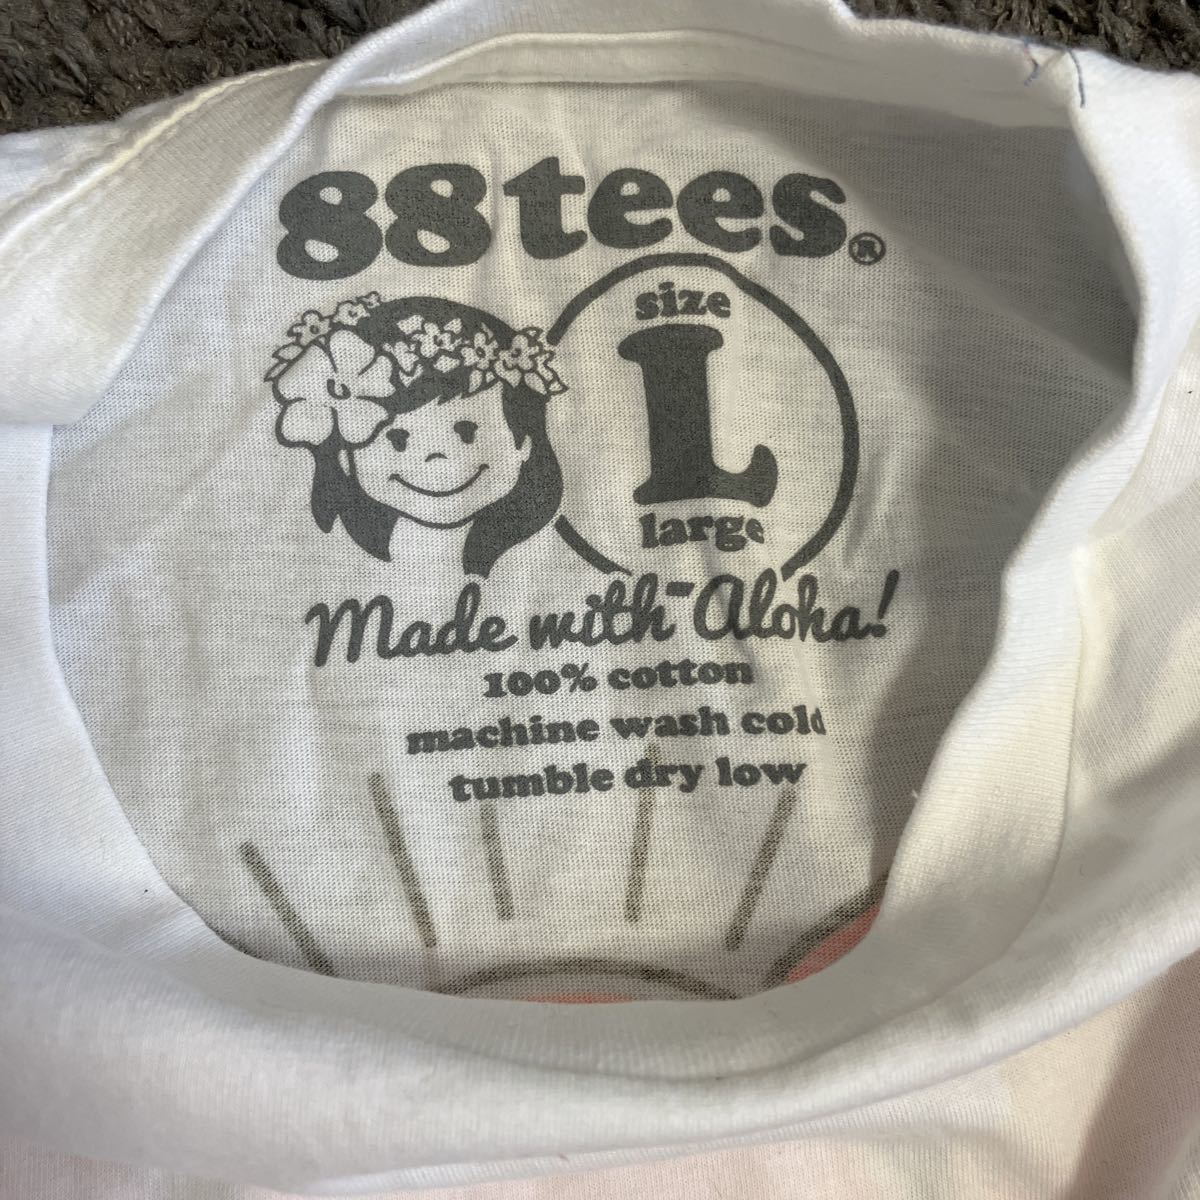 88tees®
size
L
large
Made with Aloha!
100% cotton
machine wash cold
tumble dry low